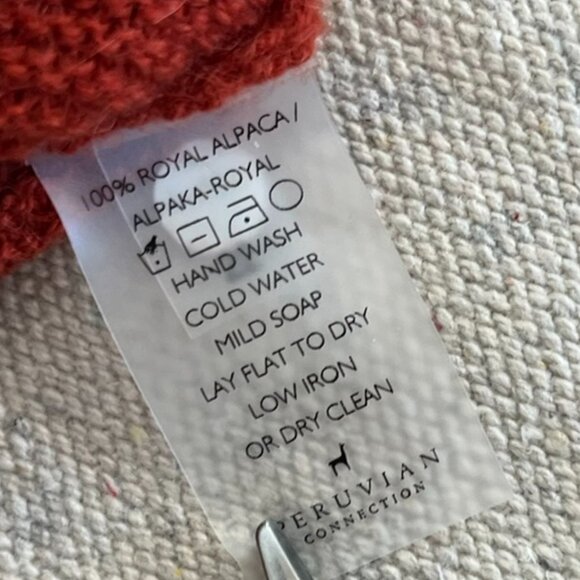 100% ROYAL ALPACA /
ALPAKA-ROYAL
HAND WASH
COLD WATER
MILD SOAP
LAY FLAT TO DRY
LOW IRON
OR DRY CLEAN
PERUVIAN
CONNECTION